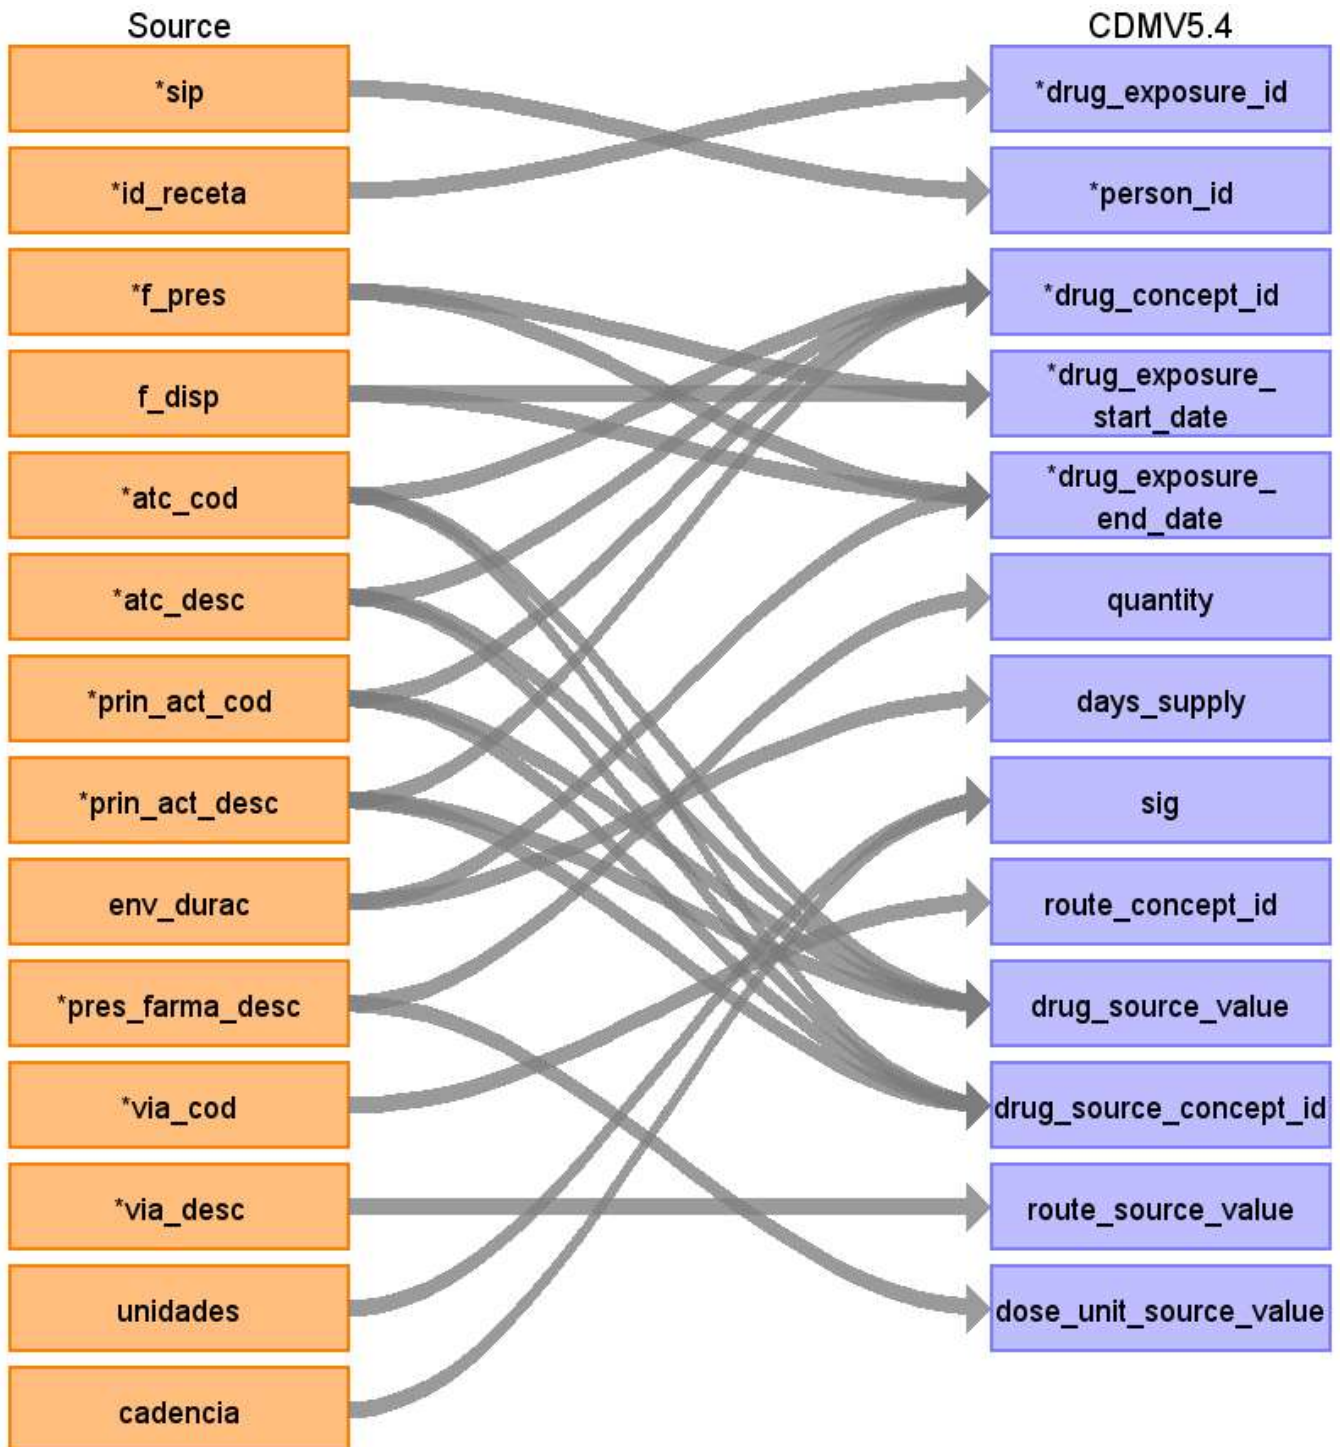 Source
*sip
*id_receta
*f_pres
f_disp
*atc_cod
*atc_desc
*prin_act_cod
*prin_act_desc
env_durac
*pres_farma_desc
*via_cod
*via_desc
unidades
cadencia
CDMV5.4
*drug_exposure_id
*person_id
*drug_concept_id
*drug_exposure_
start_date
*drug_exposure_
end_date
quantity
days_supply
sig
route_concept_id
drug_source_value
drug_source_concept_id
route_source_value
dose_unit_source_value